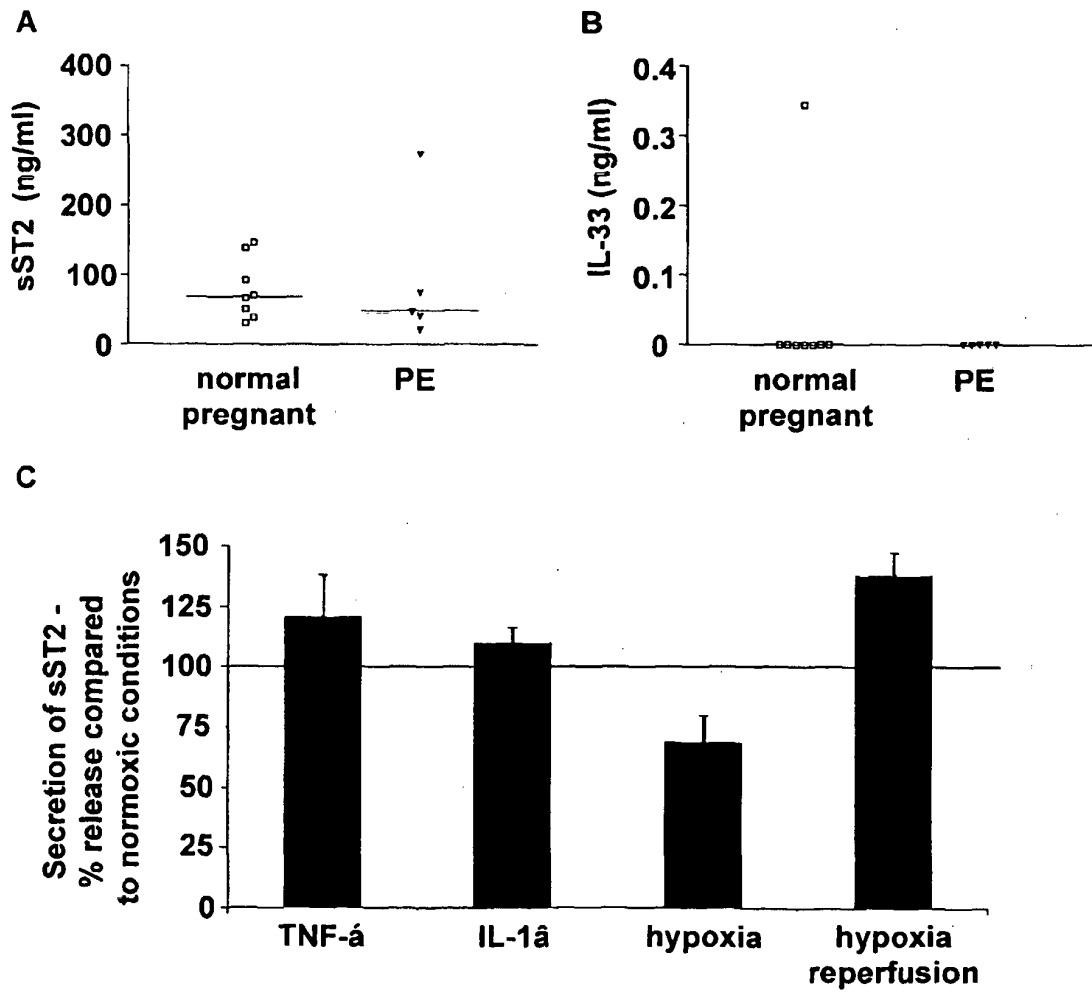 A
sST2 (ng/ml)
400
300
200
100
0
normal
pregnant
PE
B
IL-33 (ng/ml)
0.4
0.3
0.2
0.1
0
normal
pregnant
PE
C
Secretion of sST2 -
% release compared
to normoxic conditions
150
125
100
75
50
25
0
TNF-á
IL-1â
hypoxia
hypoxia
reperfusion